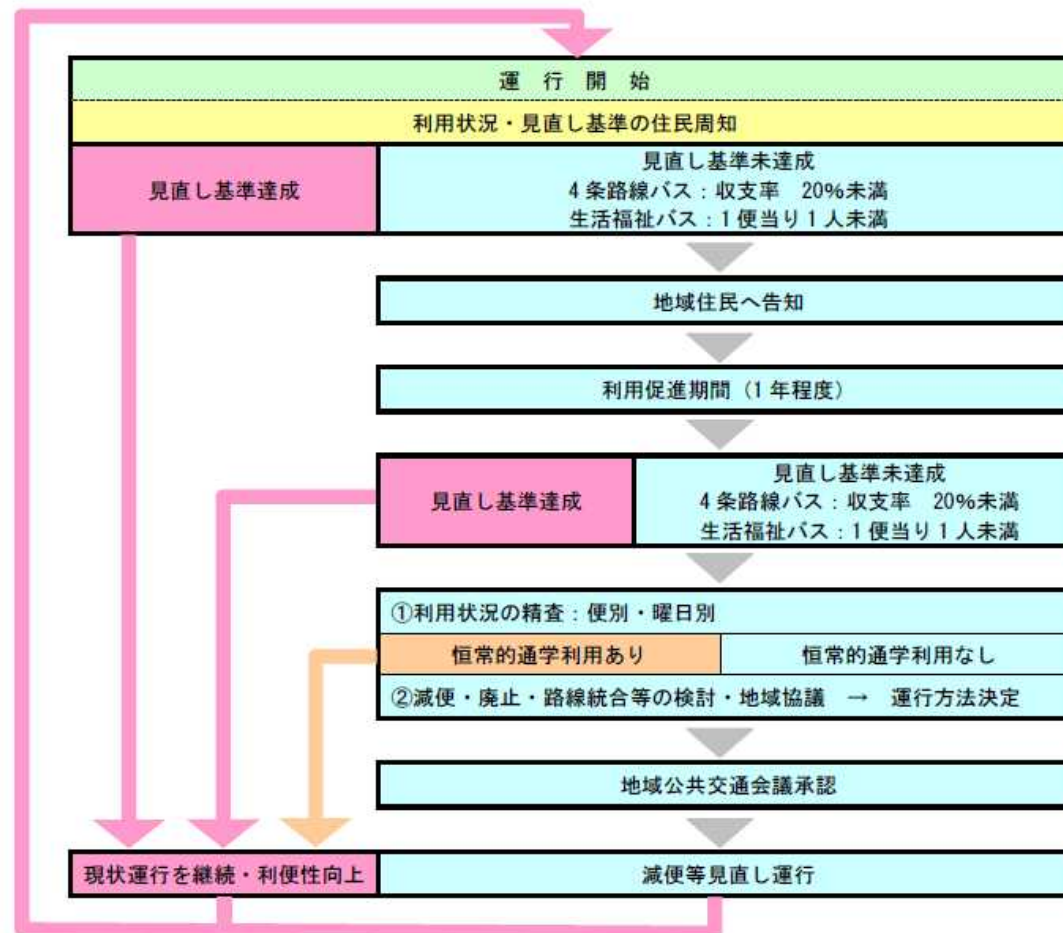 運 行 開 始
利用状況・見直し基準の住民周知
見直し基準達成
見直し基準未達成
4条路線バス：収支率 20%未満
生活福祉バス：1便当り1人未満
地域住民へ告知
利用促進期間（1年程度）
見直し基準達成
見直し基準未達成
4条路線バス：収支率 20%未満
生活福祉バス：1便当り1人未満
①利用状況の精査：便別・曜日別
恒常的通学利用あり
恒常的通学利用なし
②減便・廃止・路線統合等の検討・地域協議 → 運行方法決定
地域公共交通会議承認
現状運行を継続・利便性向上
減便等見直し運行